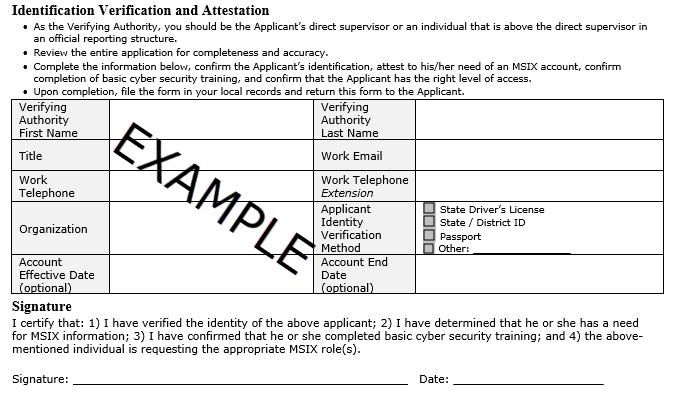 Identification Verification and Attestation
• As the Verifying Authority, you should be the Applicant's direct supervisor or an individual that is above the direct supervisor in
an official reporting structure.
• Review the entire application for completeness and accuracy.
• Complete the information below, confirm the Applicant's identification, attest to his/her need of an MSIX account, confirm
completion of basic cyber security training, and confirm that the Applicant has the right level of access.
• Upon completion, file the form in your local records and return this form to the Applicant.
Verifying
Authority
First Name
Verifying
Authority
Last Name
Title
Work Email
Work
Telephone
Work Telephone
Extension
Organization
Applicant
Identity
Verification
Method
State Driver's License
State / District ID
Passport
Other: ____________________
Account
Effective Date
(optional)
Account End
Date
(optional)
EXAMPLE
Signature
I certify that: 1) I have verified the identity of the above applicant; 2) I have determined that he or she has a need
for MSIX information; 3) I have confirmed that he or she completed basic cyber security training; and 4) the above-
mentioned individual is requesting the appropriate MSIX role(s).
Signature: ____________________ Date: ____________________